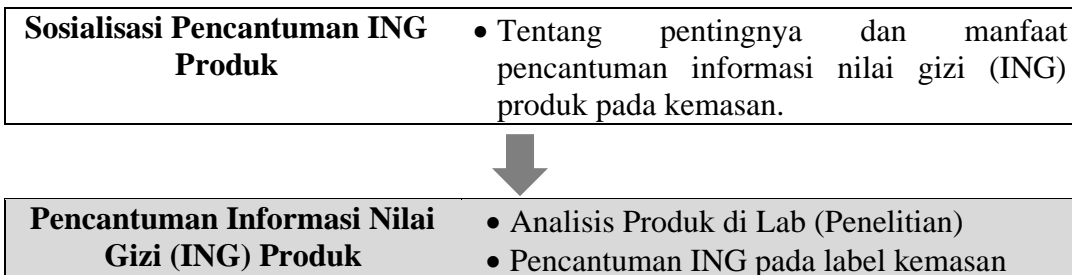 Sosialisasi Pencantuman ING
Produk
• Tentang pentingnya dan manfaat
pencantuman informasi nilai gizi (ING)
produk pada kemasan.
Pencantuman Informasi Nilai
Gizi (ING) Produk
• Analisis Produk di Lab (Penelitian)
• Pencantuman ING pada label kemasan